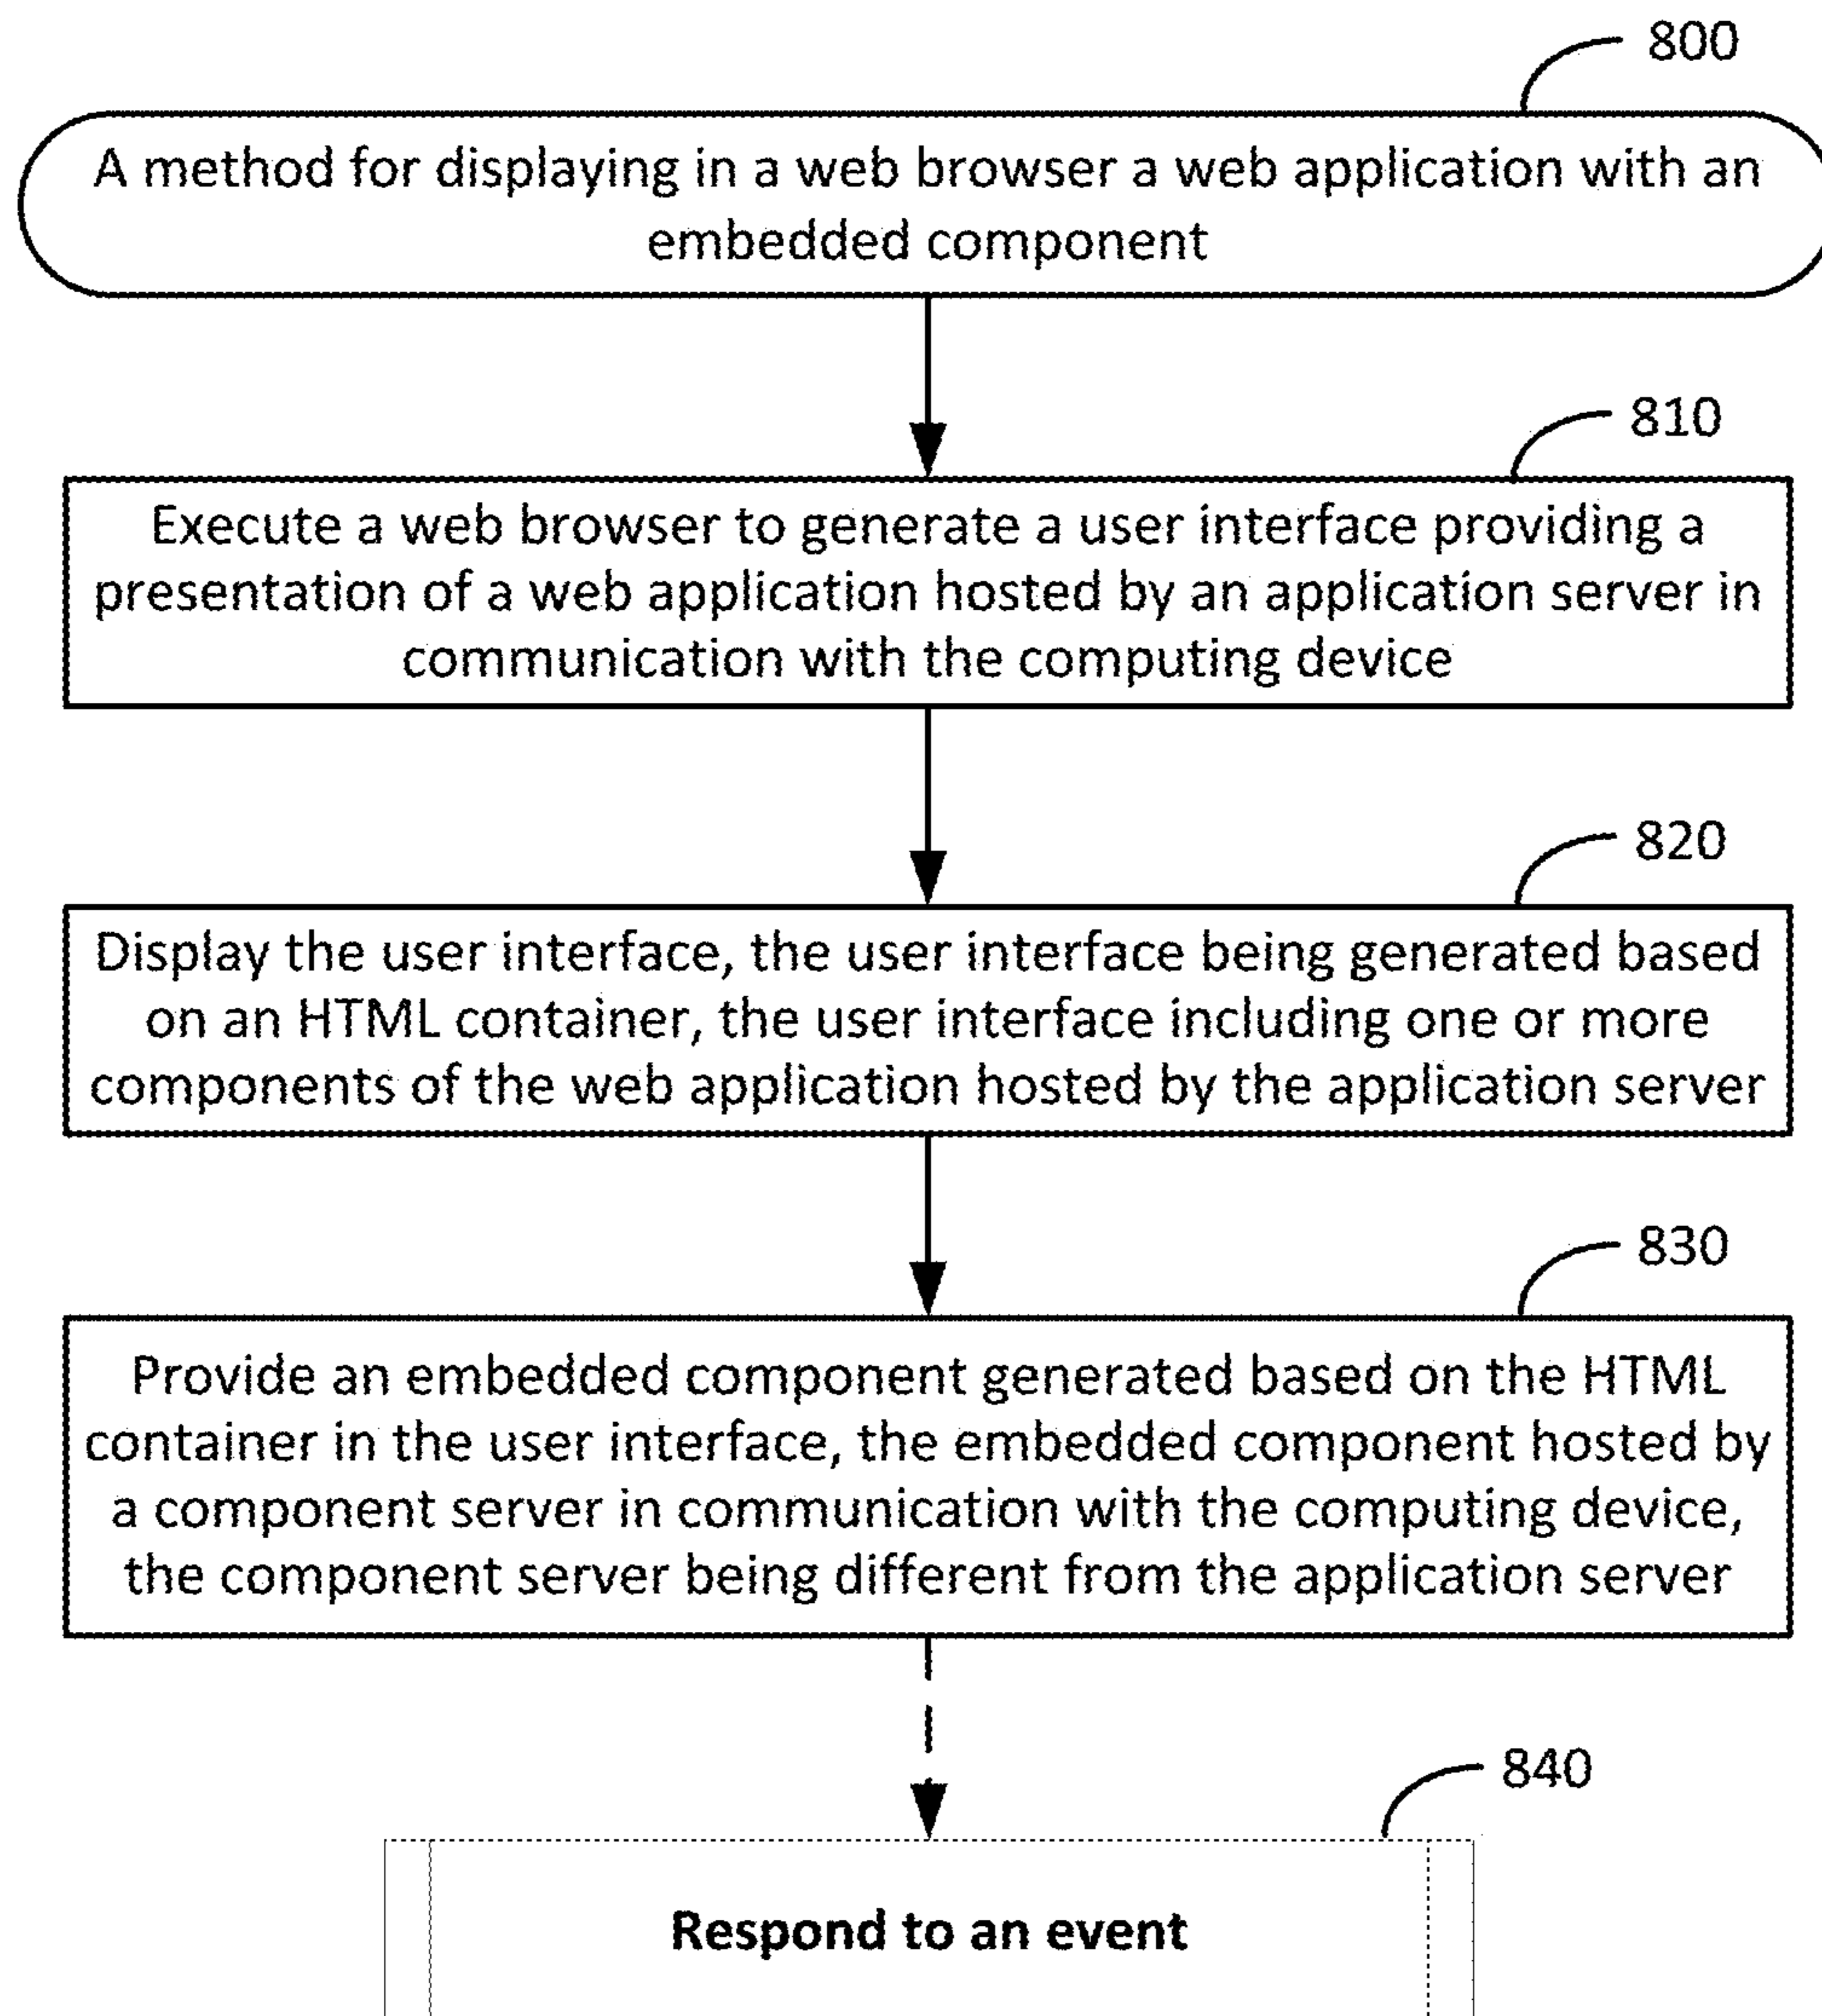 800
A method for displaying in a web browser a web application with an
embedded component
810
Execute a web browser to generate a user interface providing a
presentation of a web application hosted by an application server in
communication with the computing device
820
Display the user interface, the user interface being generated based
on an HTML container, the user interface including one or more
components of the web application hosted by the application server
830
Provide an embedded component generated based on the HTML
container in the user interface, the embedded component hosted by
a component server in communication with the computing device,
the component server being different from the application server
840
Respond to an event